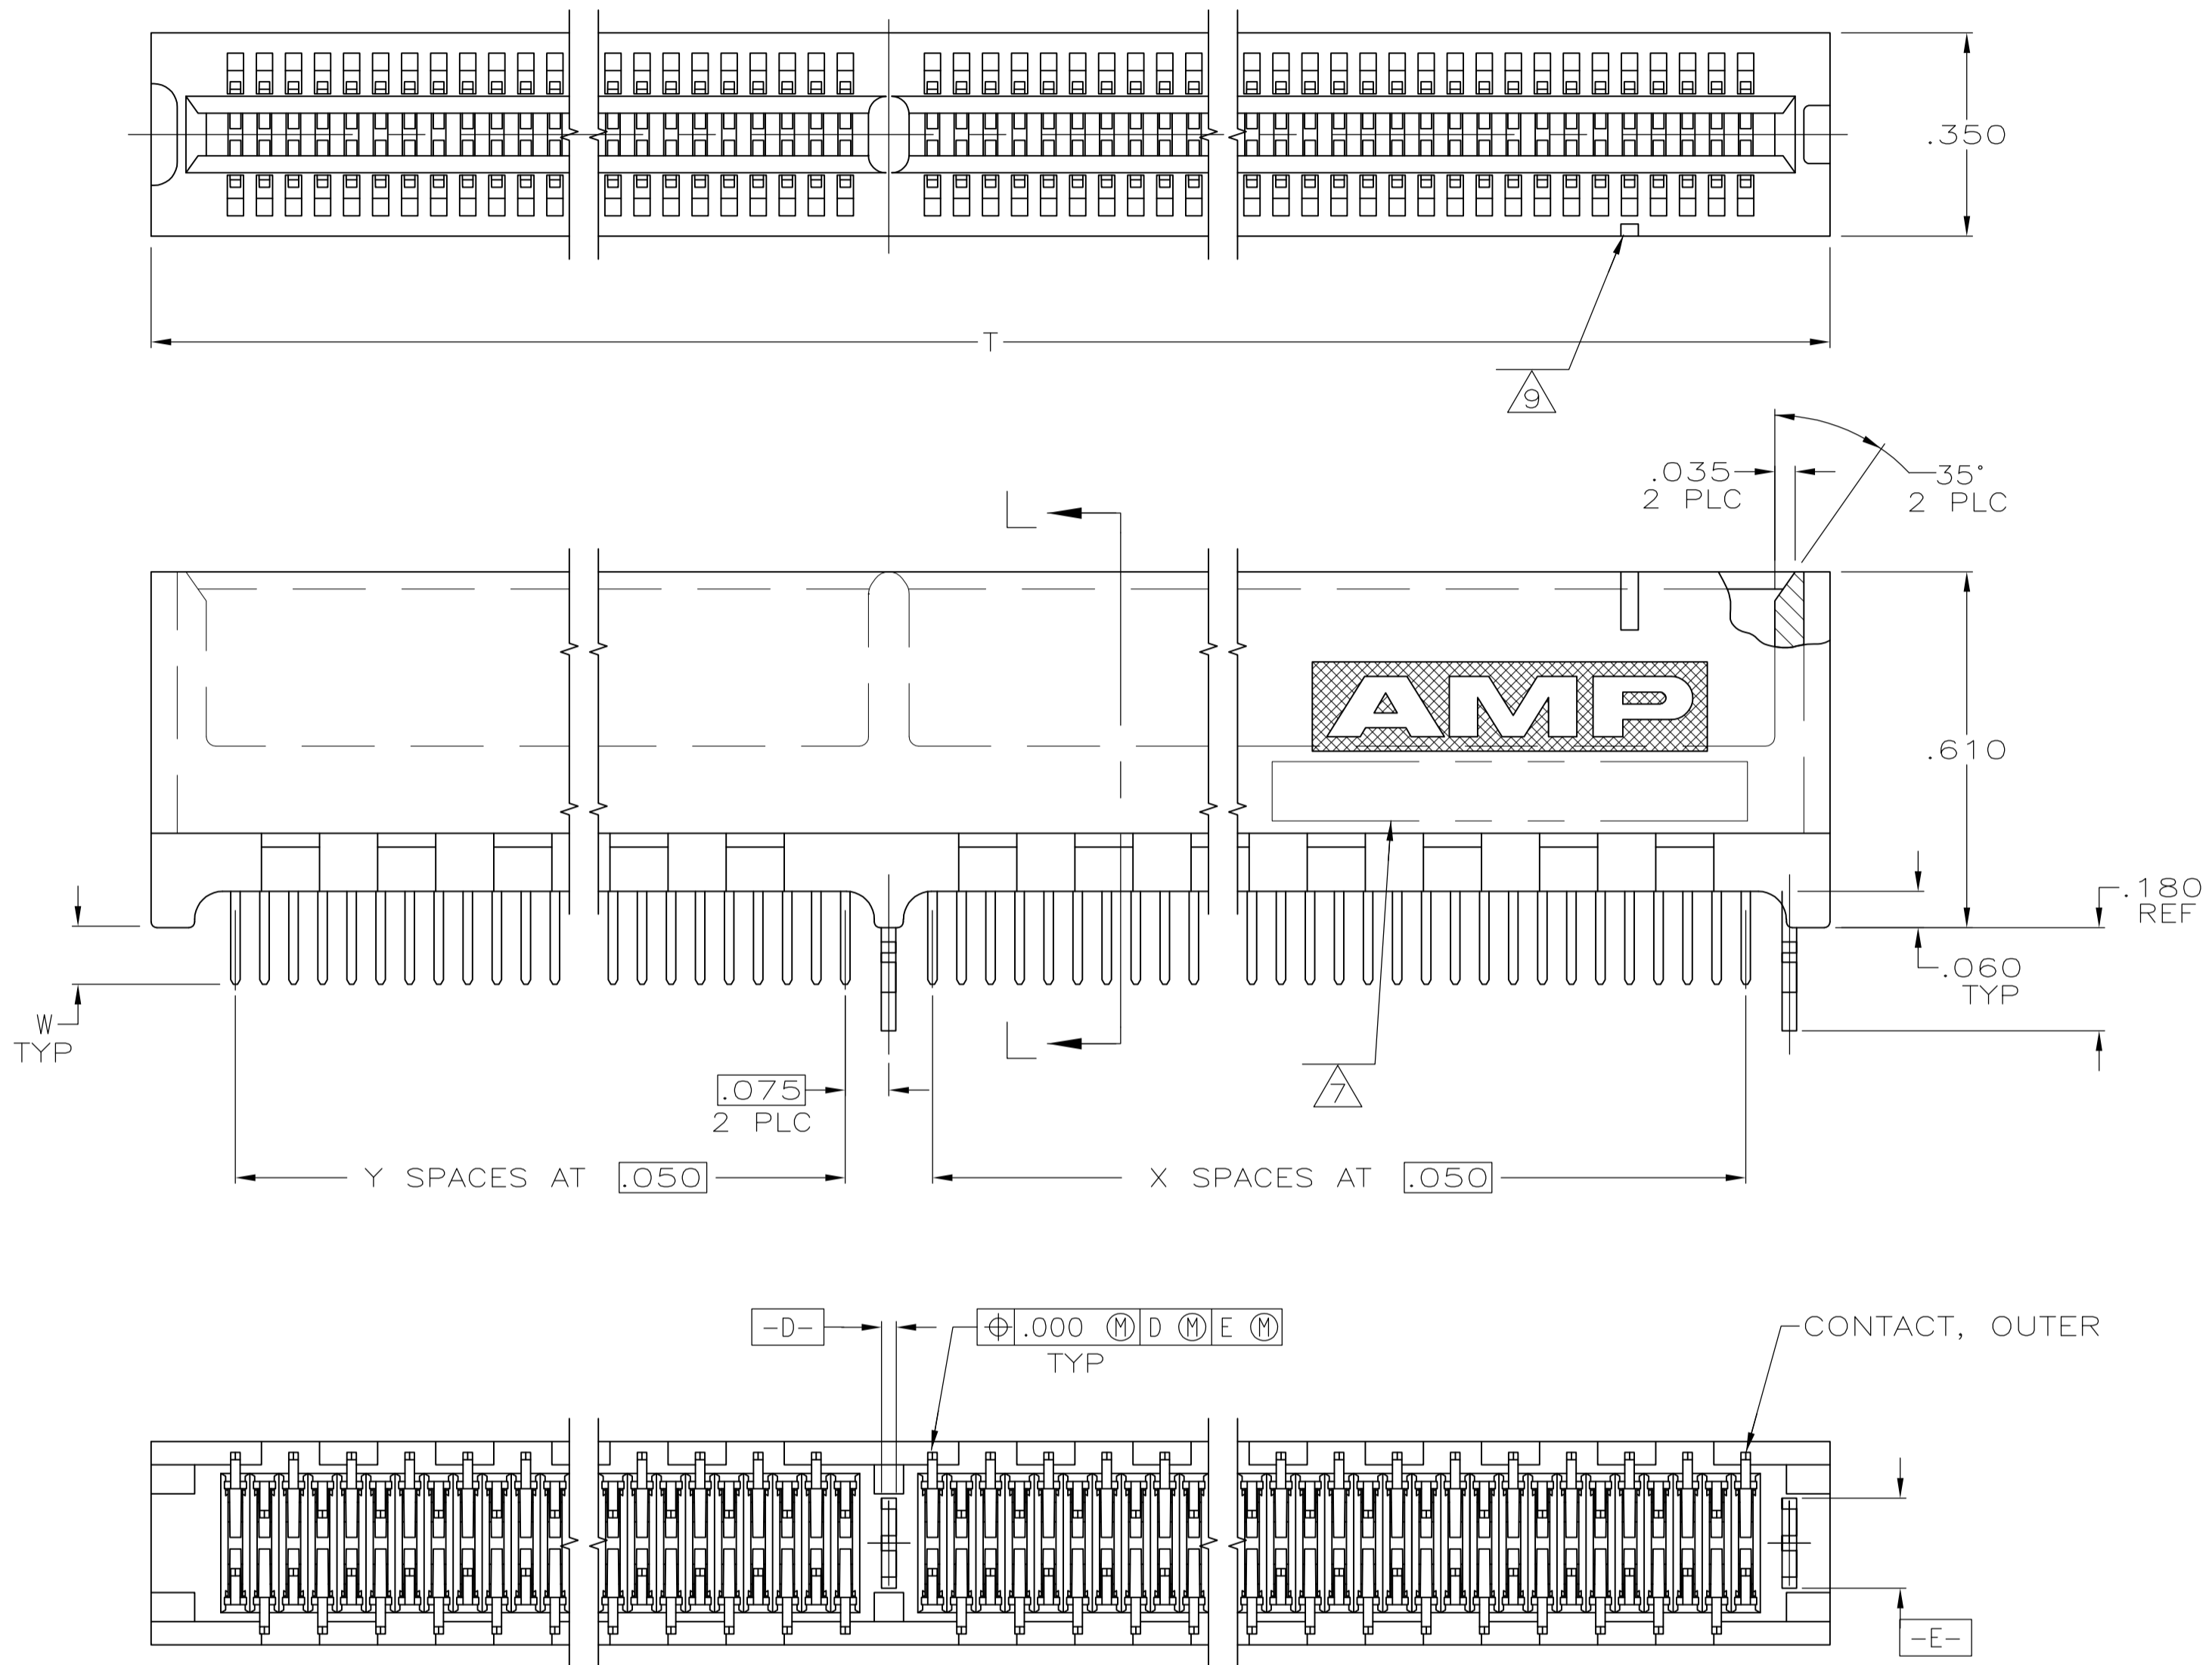 .350
T
9
.035
2 PLC
35°
2 PLC
AMP
.610
.180
REF
.060
TYP
W
TYP
.075
2 PLC
7
Y SPACES AT .050
X SPACES AT .050
-D-
⌖ .000 Ⓜ D Ⓜ E Ⓜ
TYP
CONTACT, OUTER
-E-